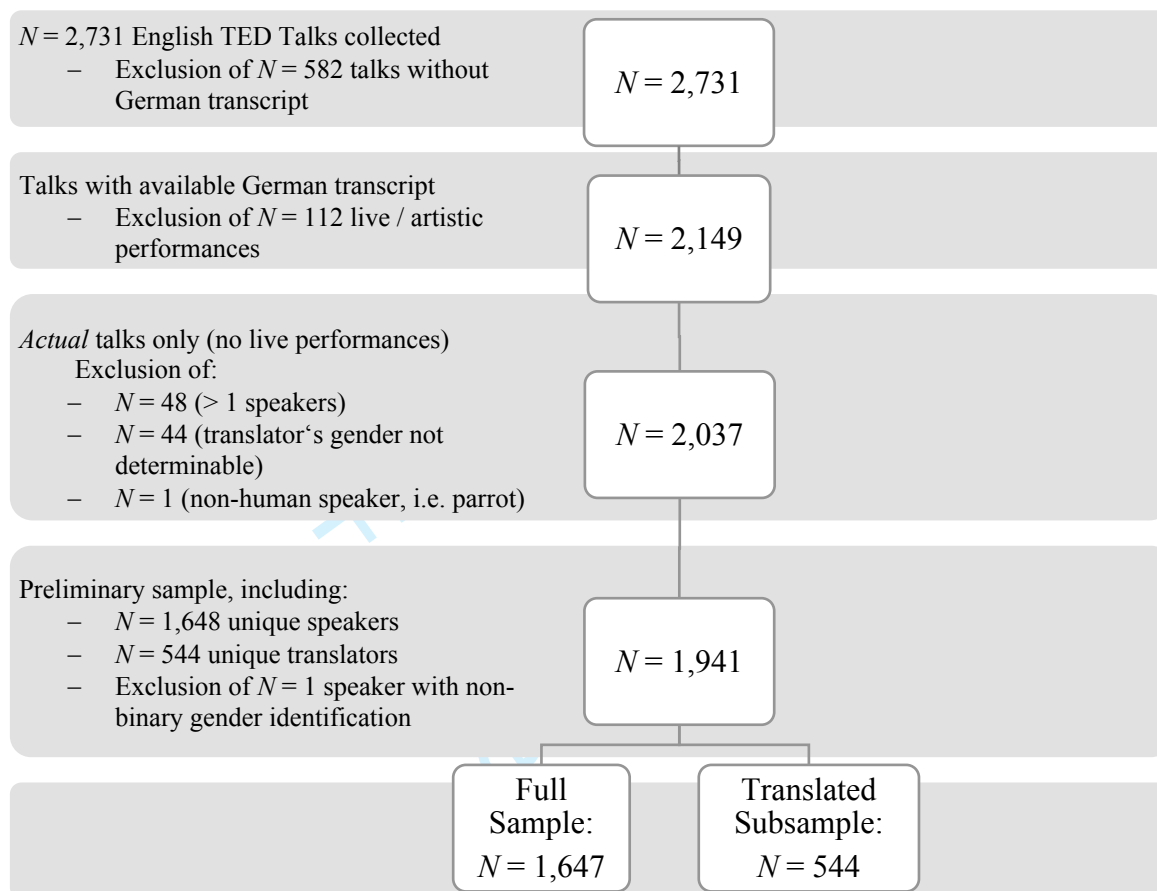 N = 2,731 English TED Talks collected
– Exclusion of N = 582 talks without
German transcript
N = 2,731
Talks with available German transcript
– Exclusion of N = 112 live / artistic
performances
N = 2,149
Actual talks only (no live performances)
Exclusion of:
– N = 48 (> 1 speakers)
– N = 44 (translator‘s gender not
determinable)
– N = 1 (non-human speaker, i.e. parrot)
N = 2,037
Preliminary sample, including:
– N = 1,648 unique speakers
– N = 544 unique translators
– Exclusion of N = 1 speaker with non-
binary gender identification
N = 1,941
Full
Sample:
N = 1,647
Translated
Subsample:
N = 544